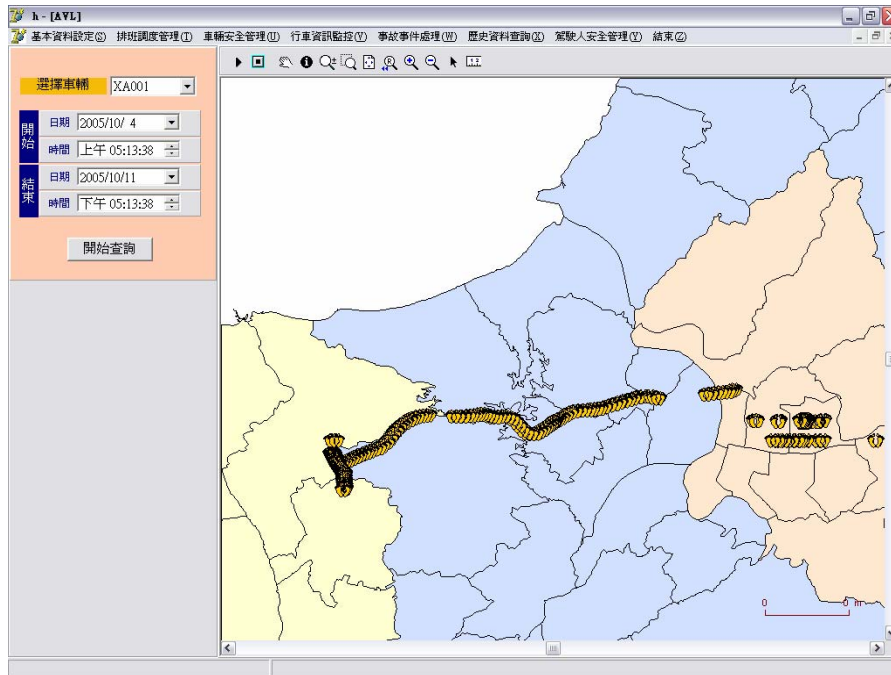 h - [AVL]
基本資料設定(S) 排班調度管理(T) 車輛安全管理(U) 行車資訊監控(V) 事故事件處理(W) 歷史資料查詢(X) 駕駛人安全管理(Y) 結束(Z)
選擇車輛 XA001
開始
日期 2005/10/ 4
時間 上午 05:13:38
結束
日期 2005/10/11
時間 下午 05:13:38
開始查詢
0 0 m